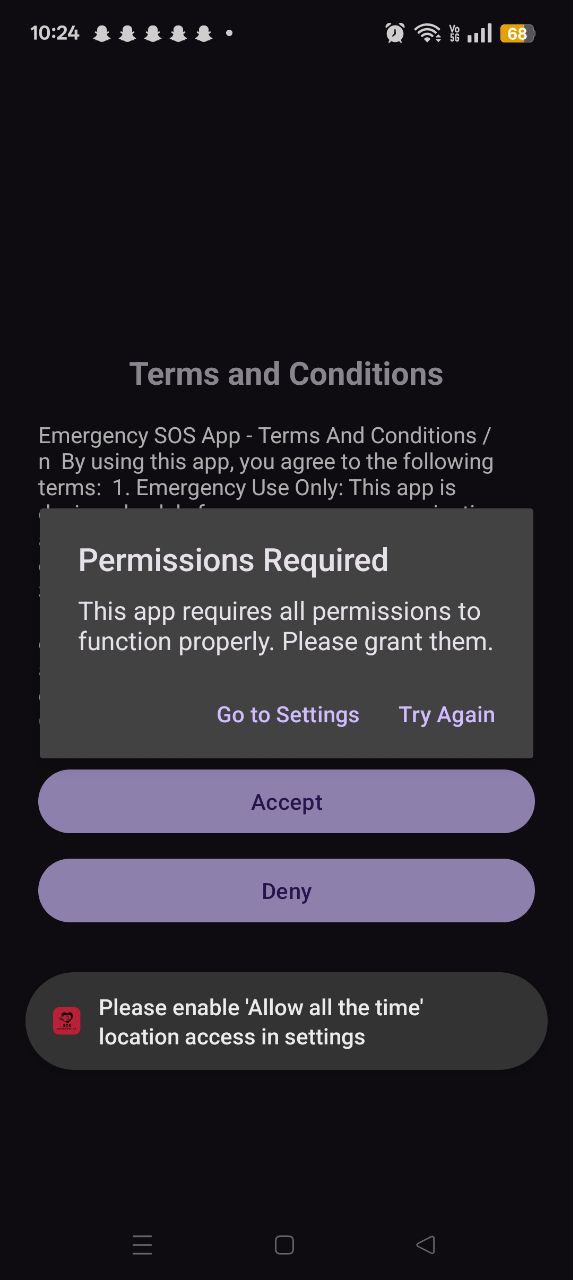 10:24
Vo
5G
68
Terms and Conditions
Emergency SOS App - Terms And Conditions /
n By using this app, you agree to the following
terms: 1. Emergency Use Only: This app is
Permissions Required
This app requires all permissions to
function properly. Please grant them.
Go to Settings
Try Again
Accept
Deny
Please enable 'Allow all the time'
location access in settings